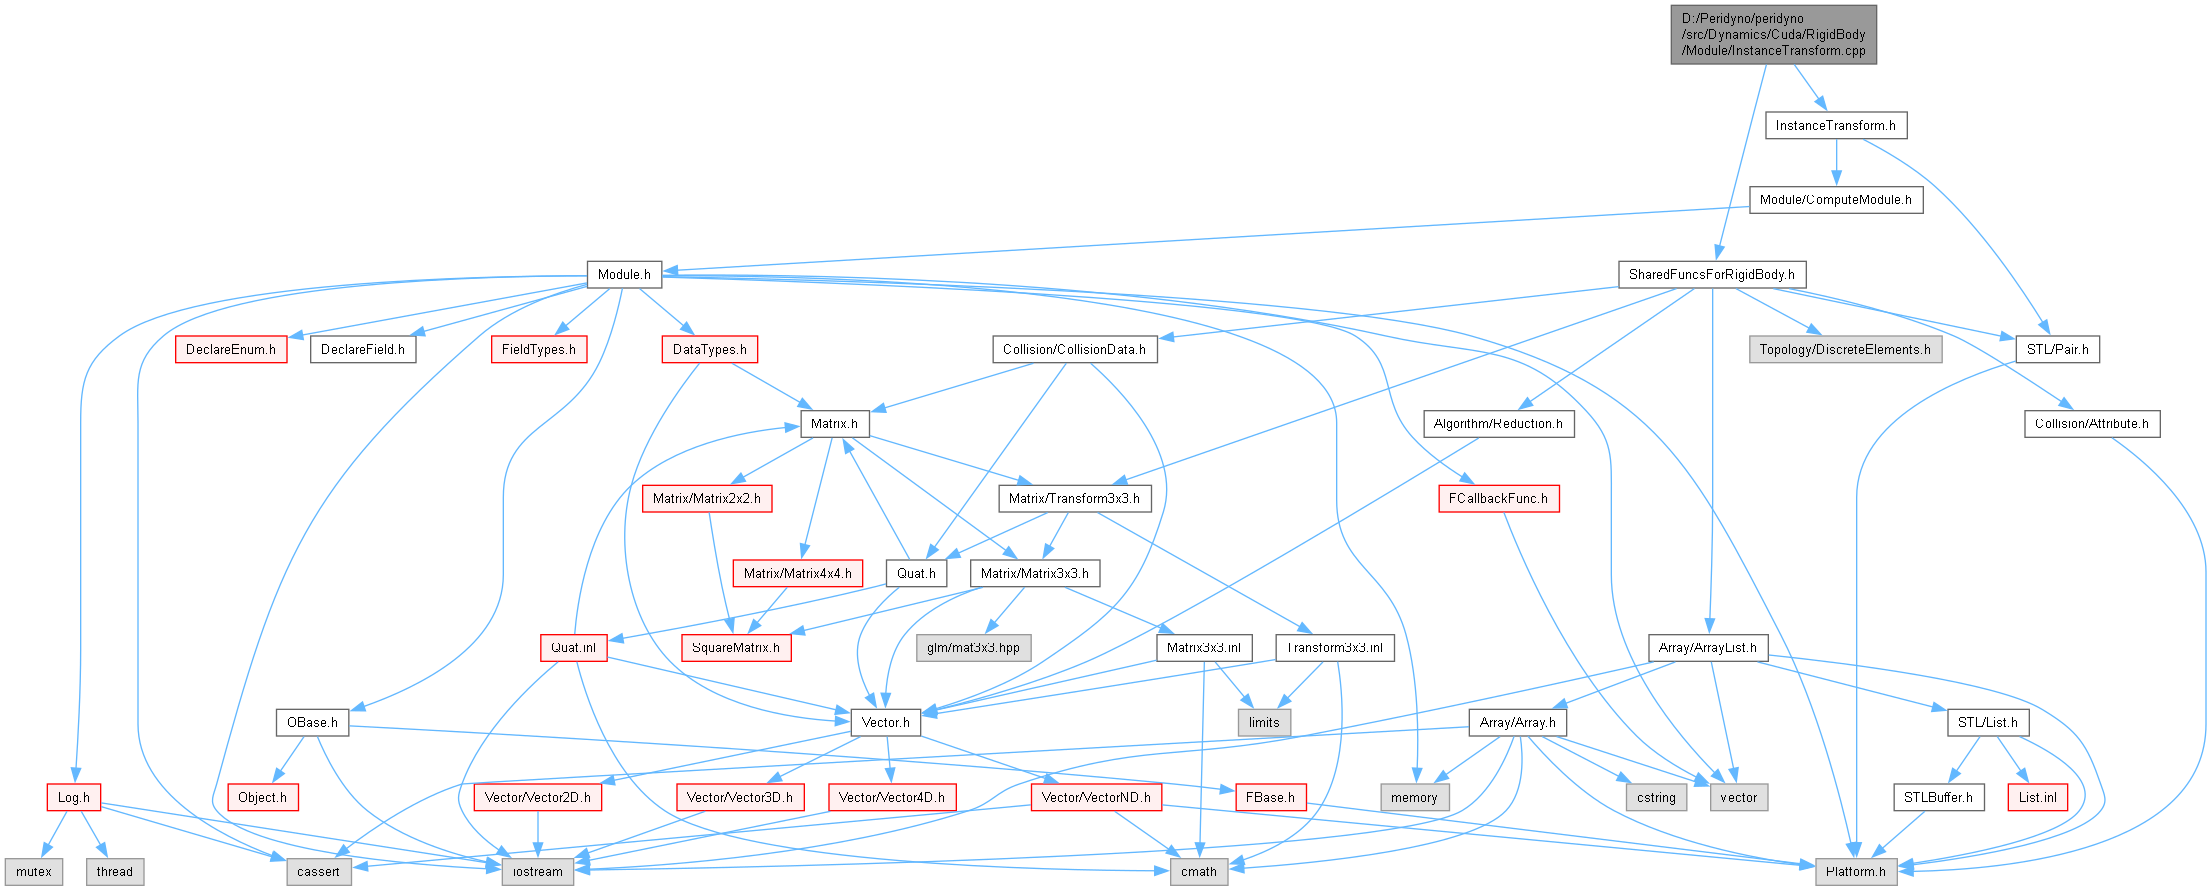 D:/Peridyno/peridyno
/src/Dynamics/Cuda/RigidBody
/Module/InstanceTransform.cpp
InstanceTransform.h
Module/ComputeModule.h
Module.h
SharedFuncsForRigidBody.h
DeclareEnum.h
DeclareField.h
FieldTypes.h
DataTypes.h
Collision/CollisionData.h
Topology/DiscreteElements.h
STL/Pair.h
Matrix.h
Algorithm/Reduction.h
Collision/Attribute.h
Matrix/Matrix2x2.h
Matrix/Transform3x3.h
FCallbackFunc.h
Matrix/Matrix4x4.h
Quat.h
Matrix/Matrix3x3.h
Quat.inl
SquareMatrix.h
glm/mat3x3.hpp
Matrix3x3.inl
Transform3x3.inl
Array/ArrayList.h
OBase.h
Vector.h
limits
Array/Array.h
STL/List.h
Log.h
Object.h
Vector/Vector2D.h
Vector/Vector3D.h
Vector/Vector4D.h
Vector/VectorND.h
FBase.h
memory
cstring
vector
STLBuffer.h
List.inl
mutex
thread
cassert
iostream
cmath
Platform.h